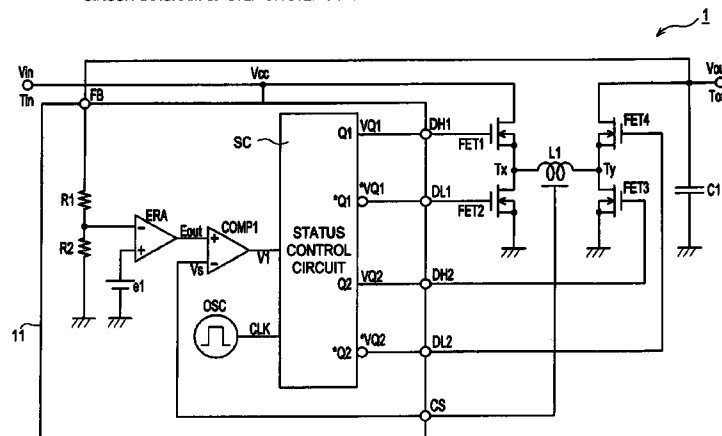 1
Vin
Tin
FB
Vcc
SC
Q1
VQ1
DH1
FET1
FET4
L1
Tx
Ty
*Q1
*VQ1
DL1
FET2
FET3
C1
R1
R2
ERA
Eout
COMP1
Vs
V1
e1
STATUS
CONTROL
CIRCUIT
Q2
VQ2
DH2
OSC
CLK
*Q2
*VQ2
DL2
11
CS